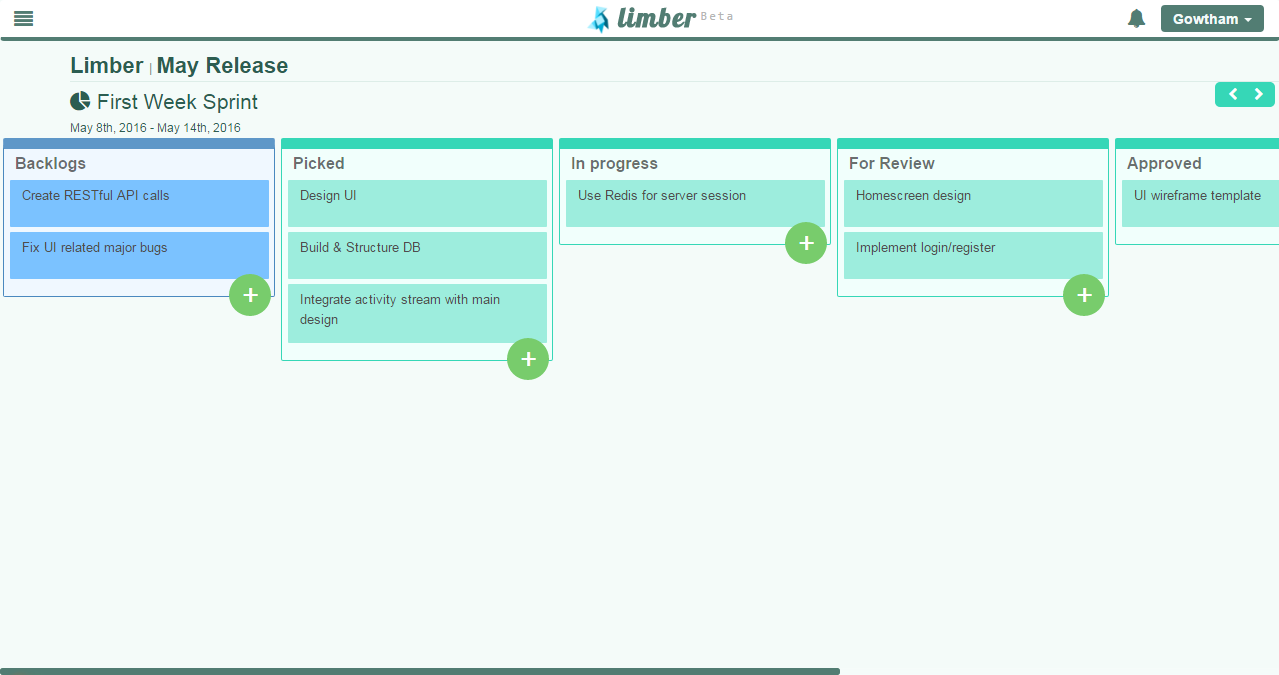 limber Beta
Gowtham
Limber | May Release
First Week Sprint
May 8th, 2016 - May 14th, 2016
Backlogs
Create RESTful API calls
Fix UI related major bugs
Picked
Design UI
Build & Structure DB
Integrate activity stream with main
design
In progress
Use Redis for server session
For Review
Homescreen design
Implement login/register
Approved
UI wireframe template